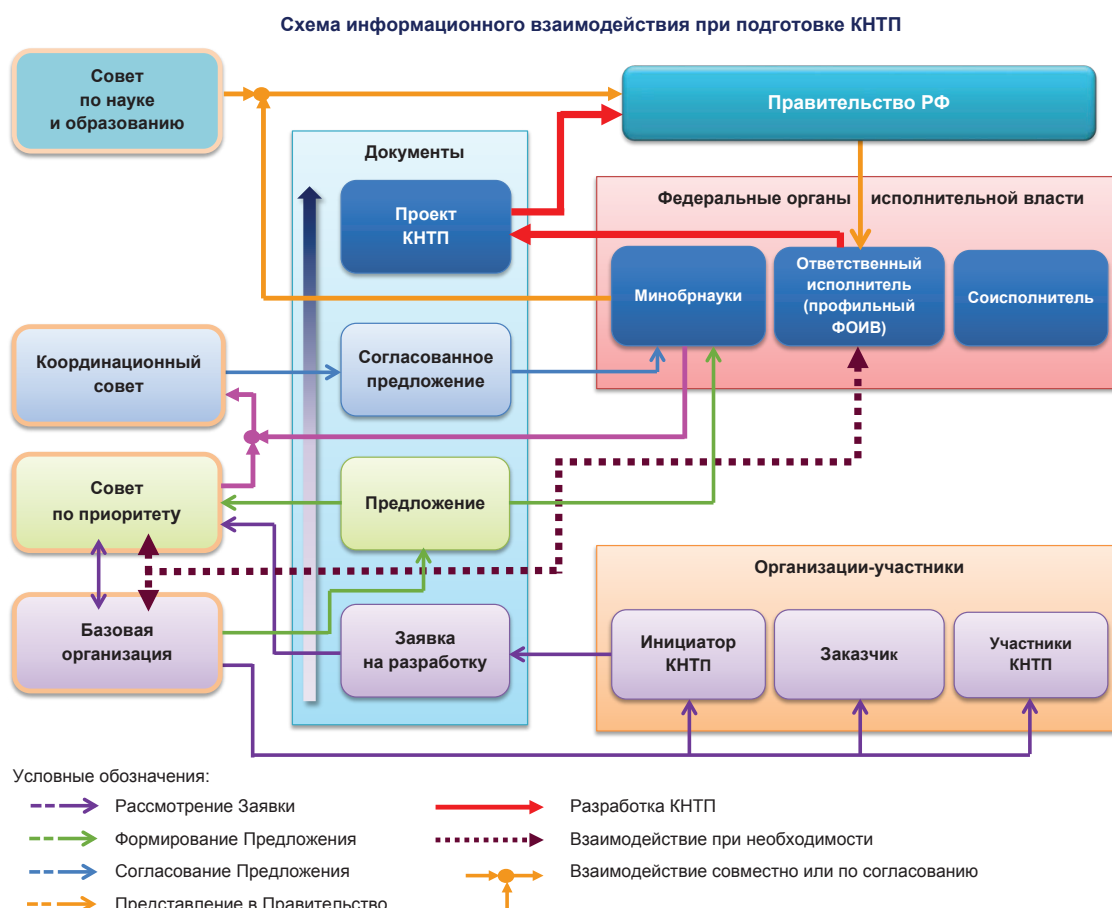 Схема информационного взаимодействия при подготовке КНТП
Совет
по науке
и образованию
Правительство РФ
Документы
Проект
КНТП
Федеральные органы исполнительной власти
Минобрнауки
Ответственный
исполнитель
(профильный
ФОИВ)
Соисполнитель
Координационный
совет
Согласованное
предложение
Совет
по приоритету
Предложение
Организации-участники
Базовая
организация
Заявка
на разработку
Инициатор
КНТП
Заказчик
Участники
КНТП
Условные обозначения:
Рассмотрение Заявки
Разработка КНТП
Формирование Предложения
Взаимодействие при необходимости
Согласование Предложения
Взаимодействие совместно или по согласованию
Представление в Правительство